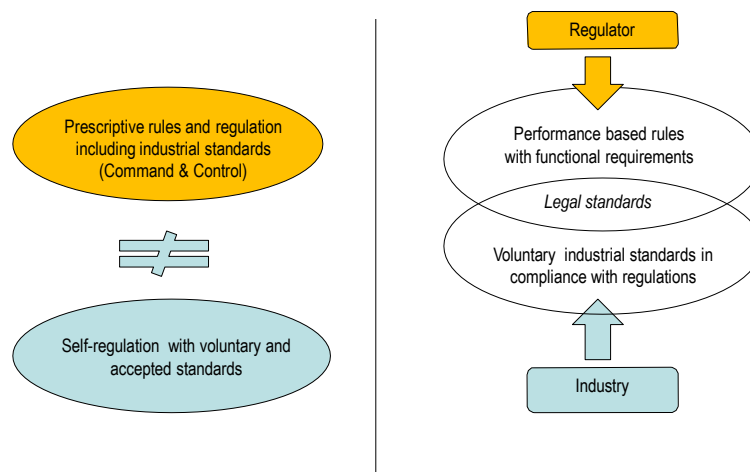 Prescriptive rules and regulation
including industrial standards
(Command & Control)
Self-regulation with voluntary and
accepted standards
Regulator
Performance based rules
with functional requirements
Legal standards
Voluntary industrial standards in
compliance with regulations
Industry